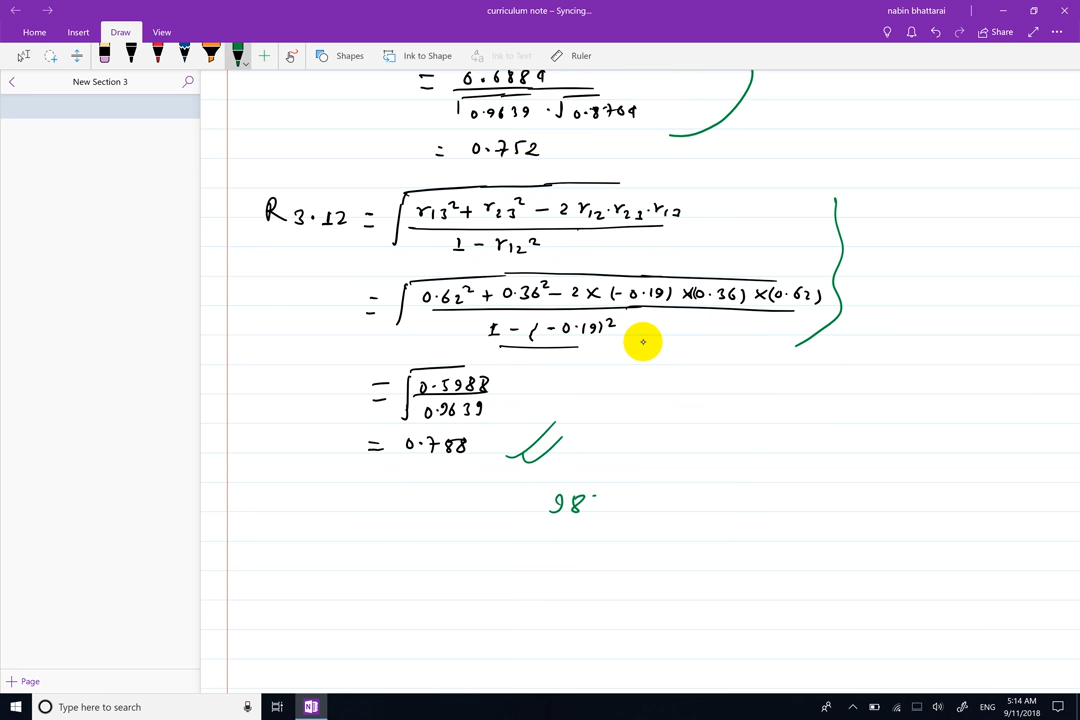 curriculum note – Syncing...
nabin bhattarai
Home Insert Draw View
Share
Shapes Ink to Shape Ink to Text Ruler
New Section 3
= 0.6884
√0.9639 · √0.8704
= 0.752
R 3.12 = √ r13² + r23² - 2 r12 · r23 · r13
1 - r12²
= √ 0.62² + 0.36² - 2 × (-0.19) × (0.36) × (0.62)
1 - (-0.19)²
= √ 0.5988
0.9639
= 0.788
98
Page
Type here to search
ENG
5:14 AM
9/11/2018